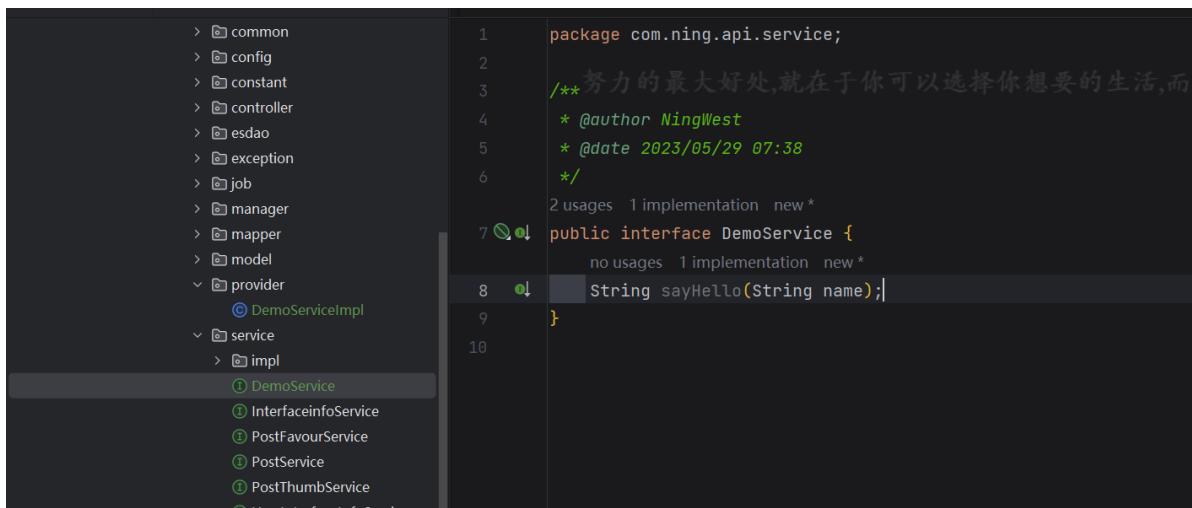 common
config
constant
controller
esdao
exception
job
manager
mapper
model
provider
DemoServiceImpl
service
impl
DemoService
InterfaceinfoService
PostFavourService
PostService
PostThumbService
1 package com.ning.api.service;
2
3 /** 努力的最大好处,就在于你可以选择你想要的生活,而
4 * @author NingWest
5 * @date 2023/05/29 07:38
6 */
2 usages 1 implementation new *
7 public interface DemoService {
no usages 1 implementation new *
8 String sayHello(String name);
9 }
10